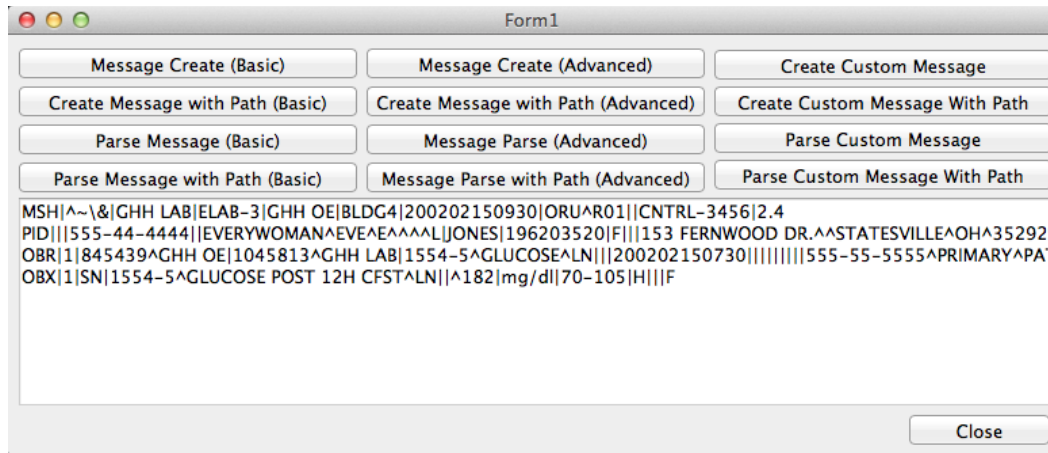 Form1
Message Create (Basic)
Message Create (Advanced)
Create Custom Message
Create Message with Path (Basic)
Create Message with Path (Advanced)
Create Custom Message With Path
Parse Message (Basic)
Message Parse (Advanced)
Parse Custom Message
Parse Message with Path (Basic)
Message Parse with Path (Advanced)
Parse Custom Message With Path
MSH|^~\&|GHH LAB|ELAB-3|GHH OE|BLDG4|200202150930|ORU^R01||CNTRL-3456|2.4
PID|||555-44-4444||EVERYWOMAN^EVE^E^^^^L|JONES|196203520|F|||153 FERNWOOD DR.^^STATESVILLE^OH^35292
OBR|1|845439^GHH OE|1045813^GHH LAB|1554-5^GLUCOSE^LN|||200202150730|||||||||555-55-5555^PRIMARY^PA
OBX|1|SN|1554-5^GLUCOSE POST 12H CFST^LN||^182|mg/dl|70-105|H|||F
Close